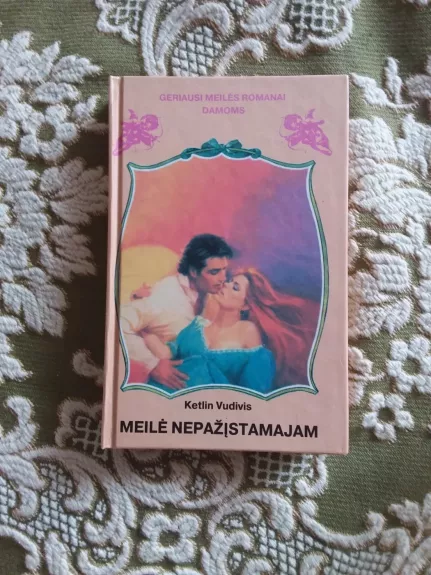 GERIAUSI MEILĖS ROMANAI
DAMOMS
Ketlin Vudivis
MEILĖ NEPAŽĮSTAMAJAM